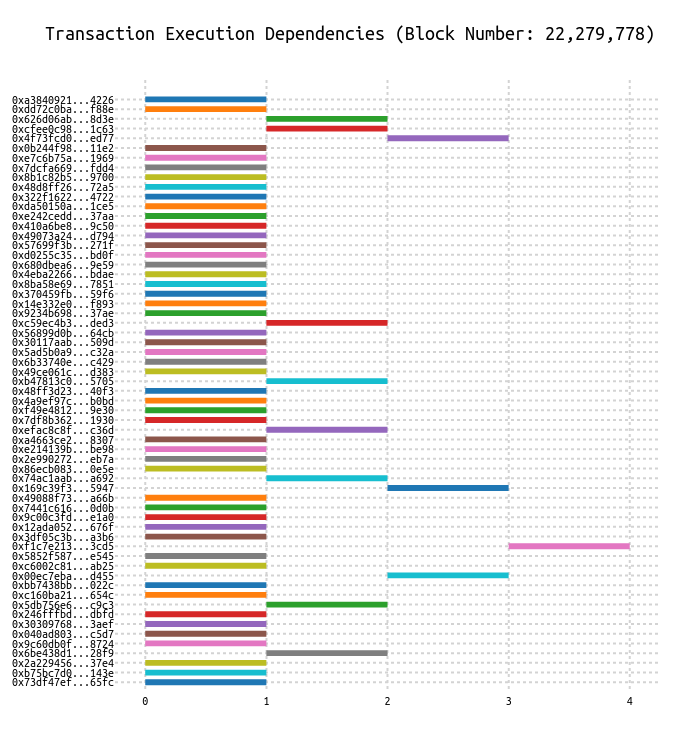 Transaction Execution Dependencies (Block Number: 22,279,778)
0xa3840921...4226
0xdd72c0ba...f88e
0x626d06ab...8d3e
0xcfee0c98...1c63
0x4f73fcd0...ed77
0x0b244f98...11e2
0xe7c6b75a...1969
0x7dcfa669...fdd4
0x8b1c82b5...9700
0x48d8ff26...72a5
0x322f1622...4722
0xda50150a...1ce5
0xe242cedd...37aa
0x410a6be8...9c50
0x49073a24...d794
0x57699f3b...271f
0xd0255c35...bd0f
0x680dbea6...9e59
0x4eba2266...bdae
0x8ba58e69...7851
0x370459fb...59f6
0x14e332e0...f893
0x9234b698...37ae
0xc59ec4b3...ded3
0x56899d0b...64cb
0x30117aab...509d
0x5ad5b0a9...c32a
0x6b33740e...c429
0x49ce061c...d383
0xb47813c0...5705
0x48ff3d23...40f3
0x4a9ef97c...b0bd
0xf49e4812...9e30
0x7df8b362...1930
0xefac8c8f...c36d
0xa4663ce2...8307
0xe214139b...be98
0x2e990272...eb7a
0x86ecb083...0e5e
0x74ac1aab...a692
0x169c39f3...5947
0x49088f73...a66b
0x7441c616...0d0b
0x9c00c3fd...e1a0
0x12ada052...676f
0x3df05c3b...a3b6
0xf1c7e213...3cd5
0x5852f587...e545
0xc6002c81...ab25
0x00ec7eba...d455
0xbb7438bb...022c
0xc160ba21...654c
0x5db756e6...c9c3
0x246fffbd...dbfd
0x30309768...3aef
0x040ad803...c5d7
0x9c60db0f...8724
0x6be438d1...28f9
0x2a229456...37e4
0xb75bc7d0...143e
0x73df47ef...65fc
0 1 2 3 4